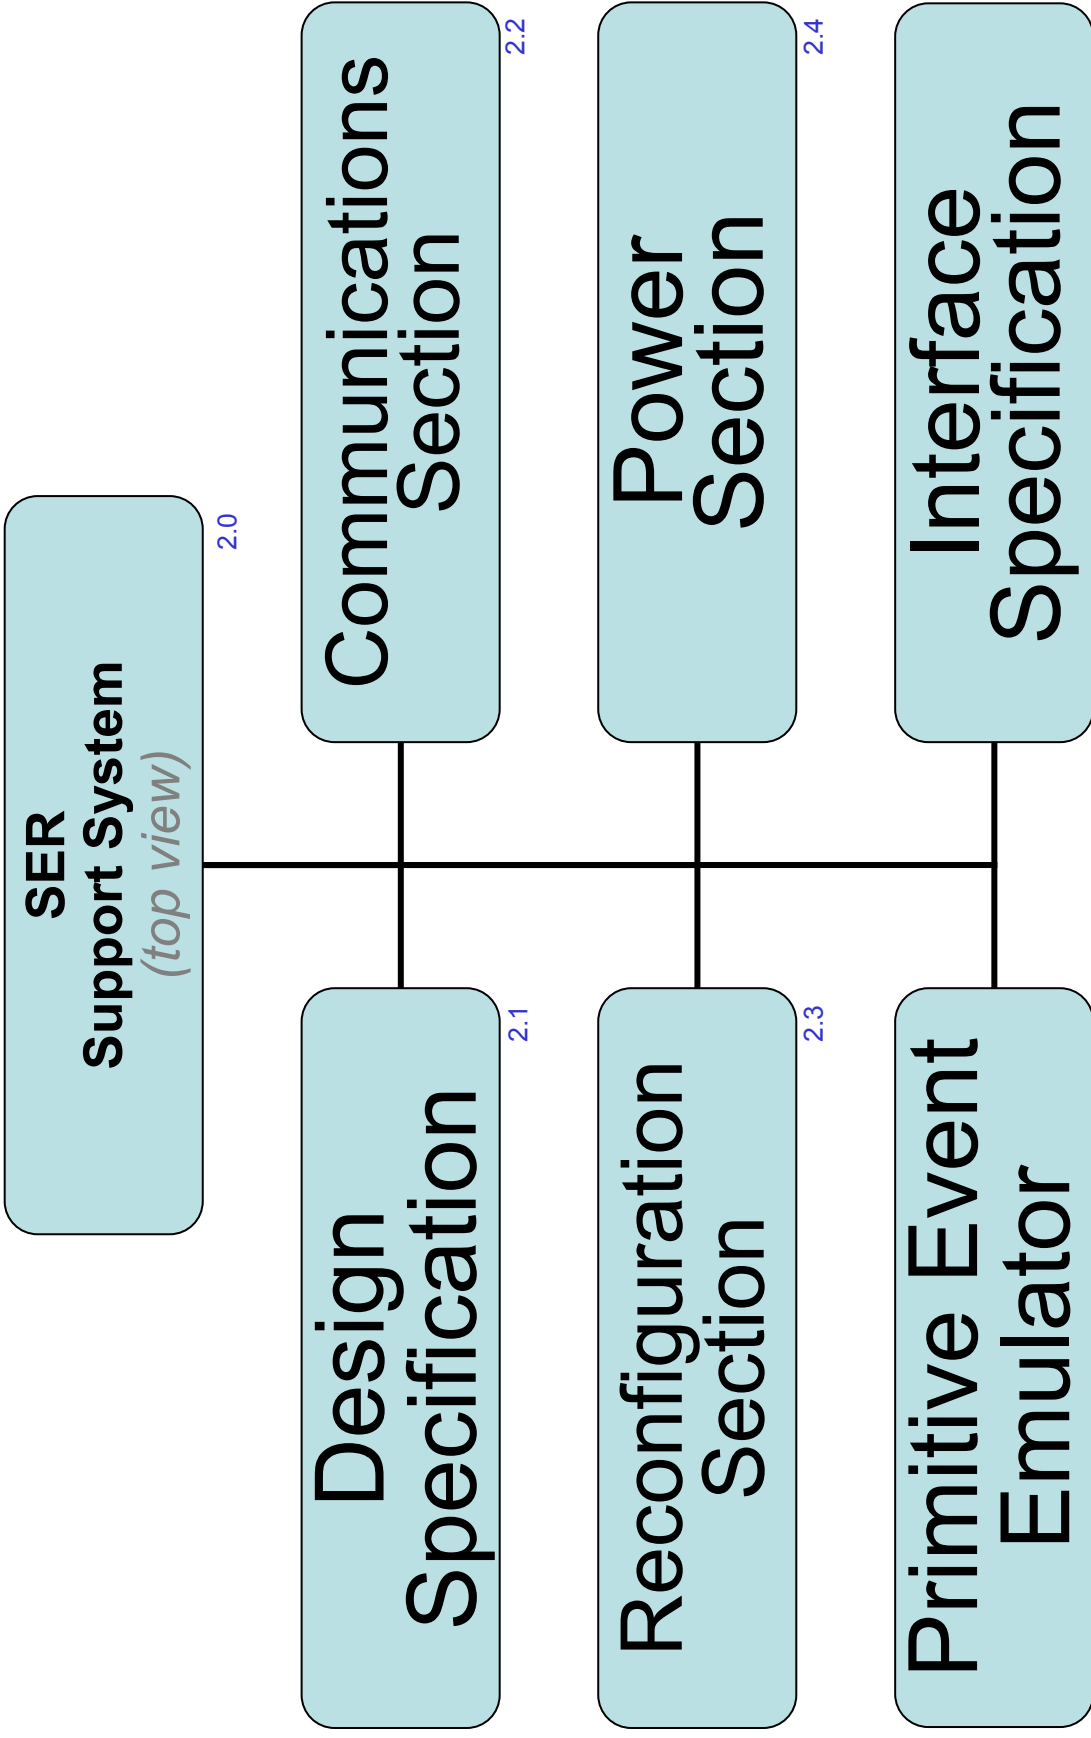 SER
Support System
(top view)
2.0
Design
Specification
2.1
Communications
Section
2.2
Reconfiguration
Section
2.3
Power
Section
2.4
Primitive Event
Emulator
Interface
Specification